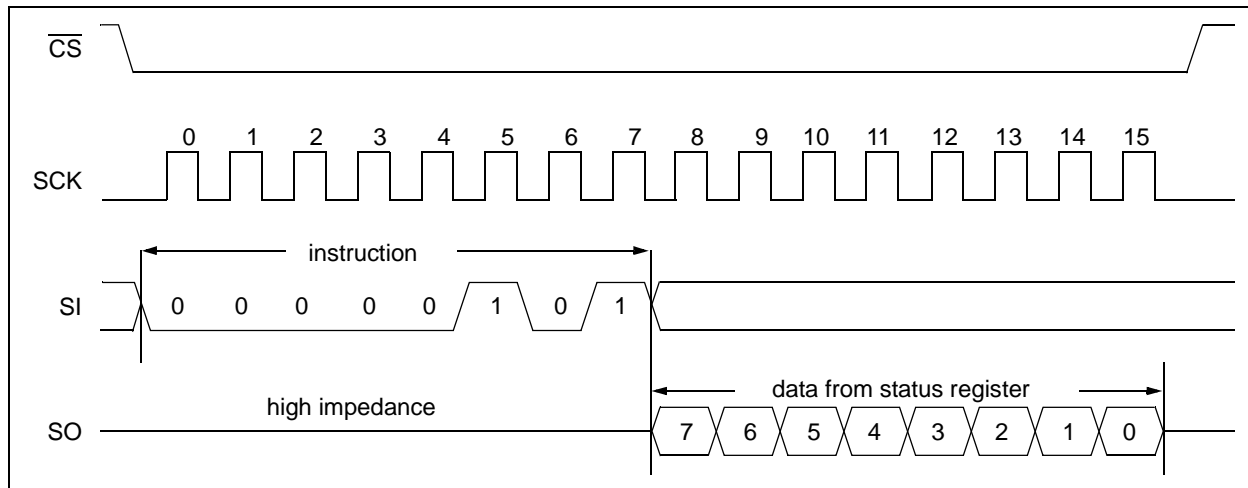 CS
0 1 2 3 4 5 6 7 8 9 10 11 12 13 14 15
SCK
instruction
SI 0 0 0 0 0 1 0 1
data from status register
high impedance
SO 7 6 5 4 3 2 1 0